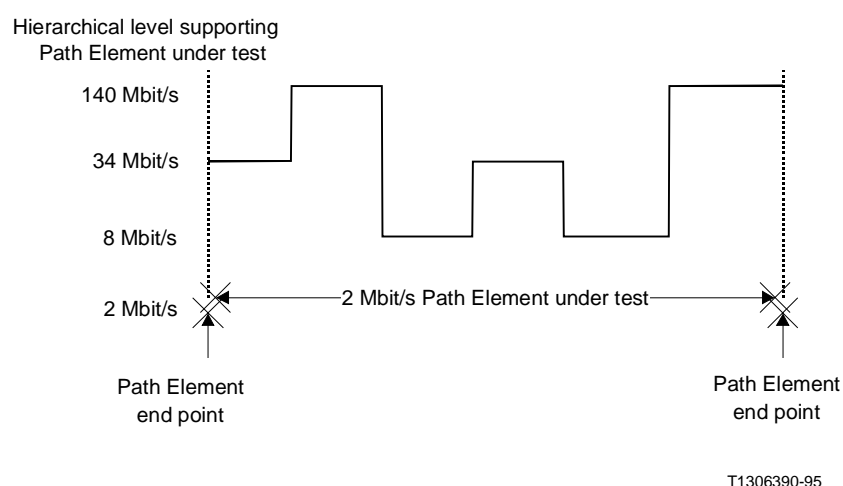 Hierarchical level supporting
Path Element under test
140 Mbit/s
34 Mbit/s
8 Mbit/s
2 Mbit/s
2 Mbit/s Path Element under test
Path Element
end point
Path Element
end point
T1306390-95